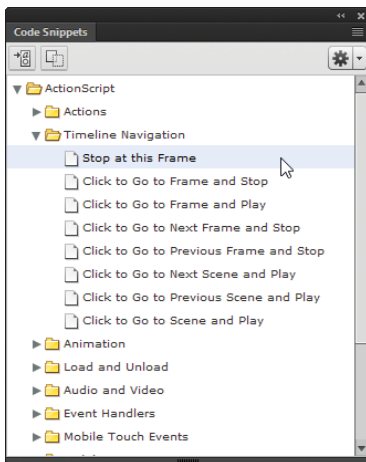 Code Snippets
ActionScript
Actions
Timeline Navigation
Stop at this Frame
Click to Go to Frame and Stop
Click to Go to Frame and Play
Click to Go to Next Frame and Stop
Click to Go to Previous Frame and Stop
Click to Go to Next Scene and Play
Click to Go to Previous Scene and Play
Click to Go to Scene and Play
Animation
Load and Unload
Audio and Video
Event Handlers
Mobile Touch Events